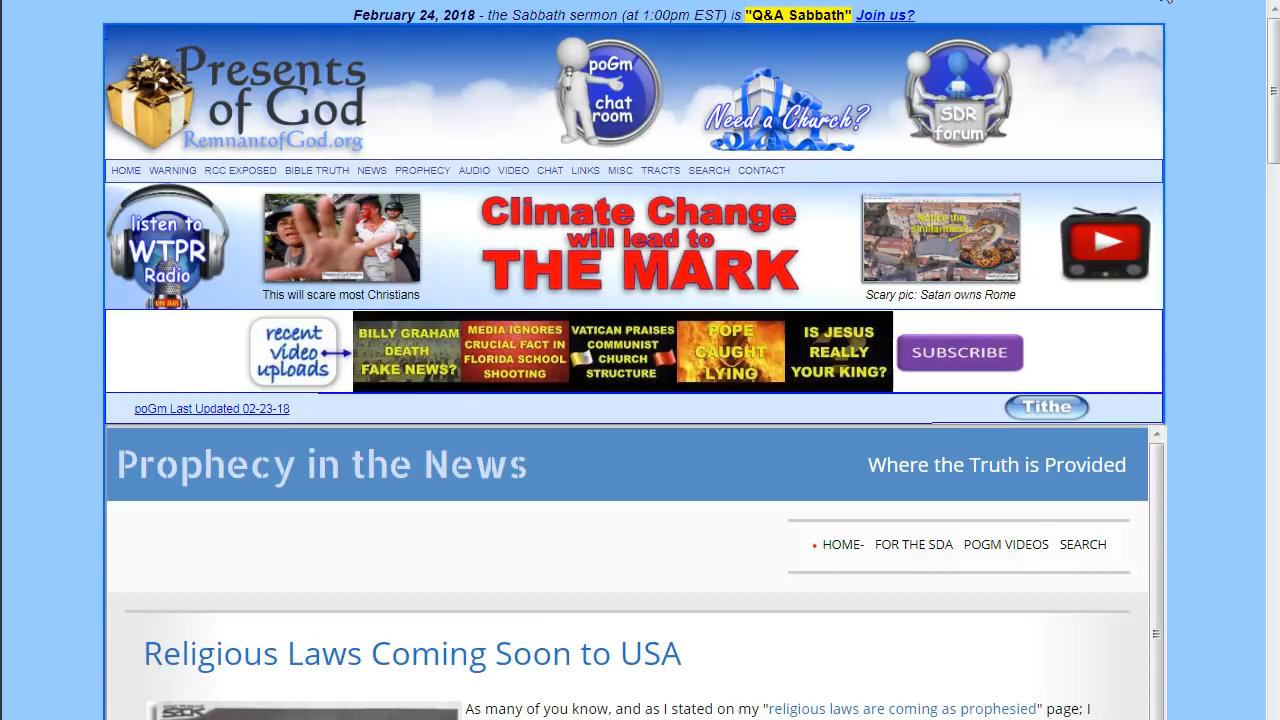 February 24, 2018 - the Sabbath sermon (at 1:00pm EST) is "Q&A Sabbath" Join us?
Presents
of God
RemnantofGod.org
poGm
chat
room
Need a Church?
SDR
forum
HOME WARNING RCC EXPOSED BIBLE TRUTH NEWS PROPHECY AUDIO VIDEO CHAT LINKS MISC TRACTS SEARCH CONTACT
listen to
WTPR
Radio
ON AIR
This will scare most Christians
Climate Change
will lead to
THE MARK
Notice the
similarities?
Scary pic: Satan owns Rome
recent
video
uploads
BILLY GRAHAM
DEATH
FAKE NEWS?
MEDIA IGNORES
CRUCIAL FACT IN
FLORIDA SCHOOL
SHOOTING
VATICAN PRAISES
COMMUNIST
CHURCH
STRUCTURE
POPE
CAUGHT
LYING
IS JESUS
REALLY
YOUR KING?
SUBSCRIBE
poGm Last Updated 02-23-18
Tithe
Prophecy in the News
Where the Truth is Provided
HOME- FOR THE SDA POGM VIDEOS SEARCH
Religious Laws Coming Soon to USA
As many of you know, and as I stated on my "religious laws are coming as prophesied" page; I